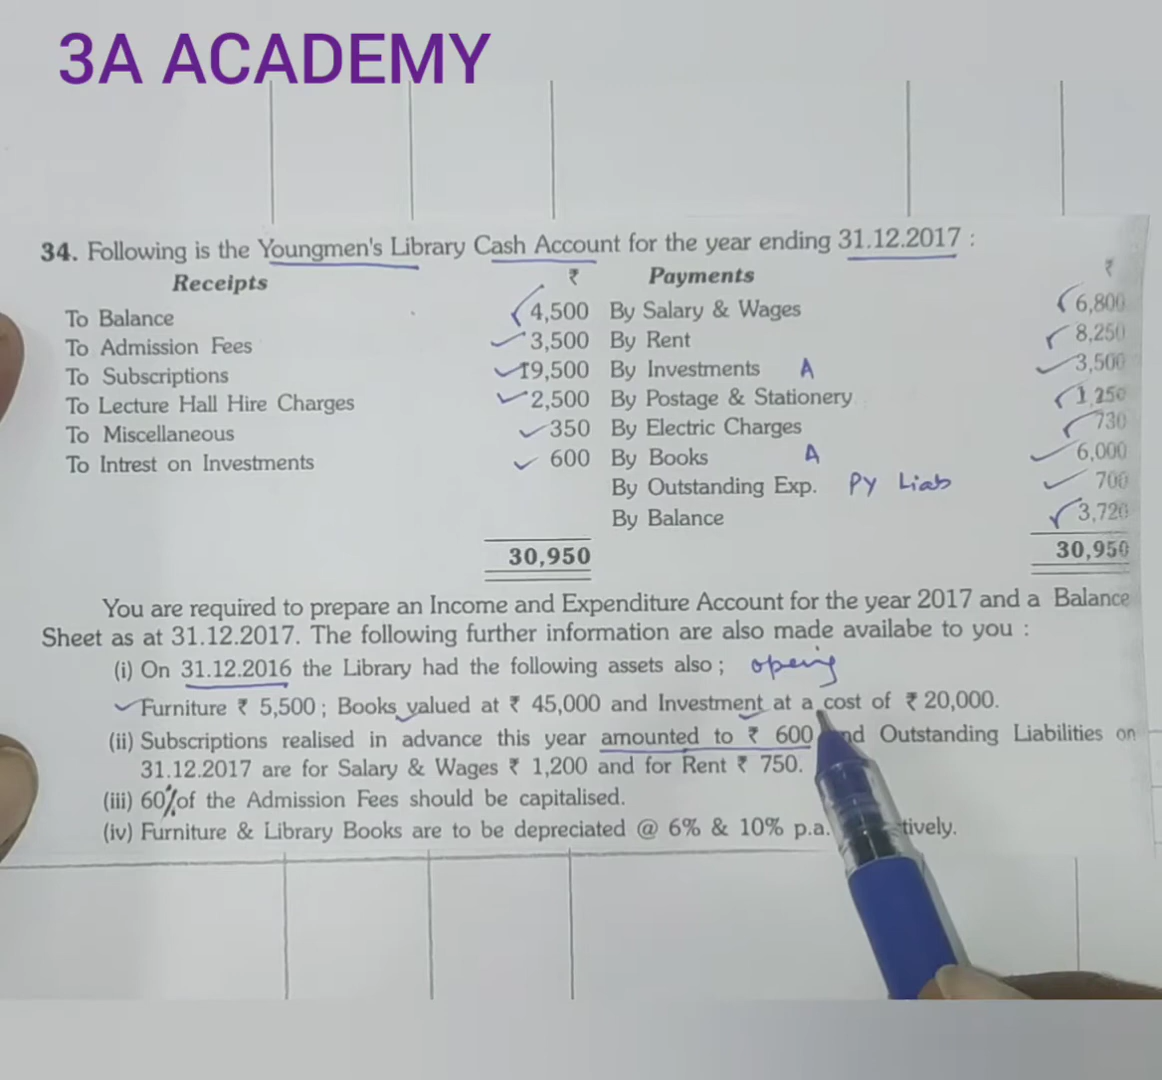 3A ACADEMY
34. Following is the Youngmen's Library Cash Account for the year ending 31.12.2017 :
Receipts ₹ Payments ₹
To Balance 4,500 By Salary & Wages 6,800
To Admission Fees 3,500 By Rent 8,250
To Subscriptions 19,500 By Investments A 3,500
To Lecture Hall Hire Charges 2,500 By Postage & Stationery 1,250
To Miscellaneous 350 By Electric Charges 730
To Intrest on Investments 600 By Books A 6,000
By Outstanding Exp. PY Liab 700
By Balance 3,720
30,950 30,950
You are required to prepare an Income and Expenditure Account for the year 2017 and a Balance
Sheet as at 31.12.2017. The following further information are also made availabe to you :
(i) On 31.12.2016 the Library had the following assets also ;
Furniture ₹ 5,500 ; Books valued at ₹ 45,000 and Investment at a cost of ₹ 20,000.
(ii) Subscriptions realised in advance this year amounted to ₹ 600 Outstanding Liabilities on
31.12.2017 are for Salary & Wages ₹ 1,200 and for Rent ₹ 750.
(iii) 60% of the Admission Fees should be capitalised.
(iv) Furniture & Library Books are to be depreciated @ 6% & 10% p.a.